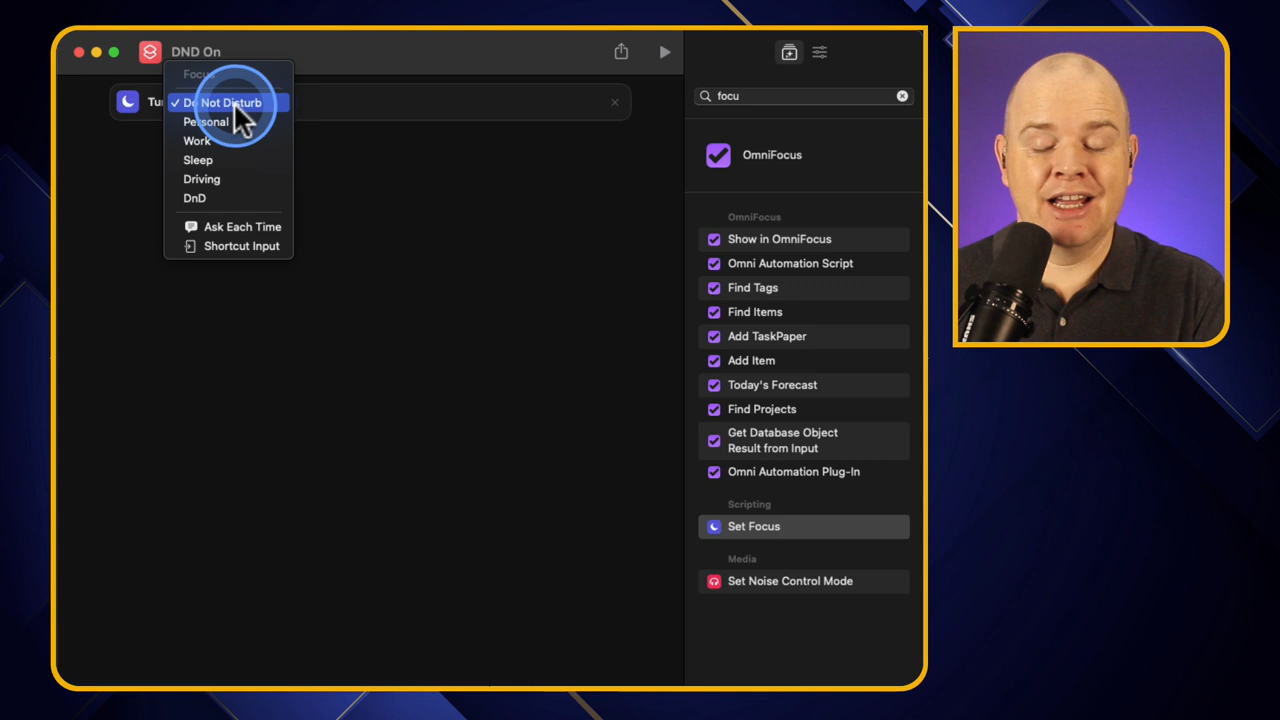 DND On
Focus
Tur
✓ Do Not Disturb
Personal
Work
Sleep
Driving
DnD
Ask Each Time
Shortcut Input
focu
OmniFocus
OmniFocus
Show in OmniFocus
Omni Automation Script
Find Tags
Find Items
Add TaskPaper
Add Item
Today's Forecast
Find Projects
Get Database Object
Result from Input
Omni Automation Plug-In
Scripting
Set Focus
Media
Set Noise Control Mode